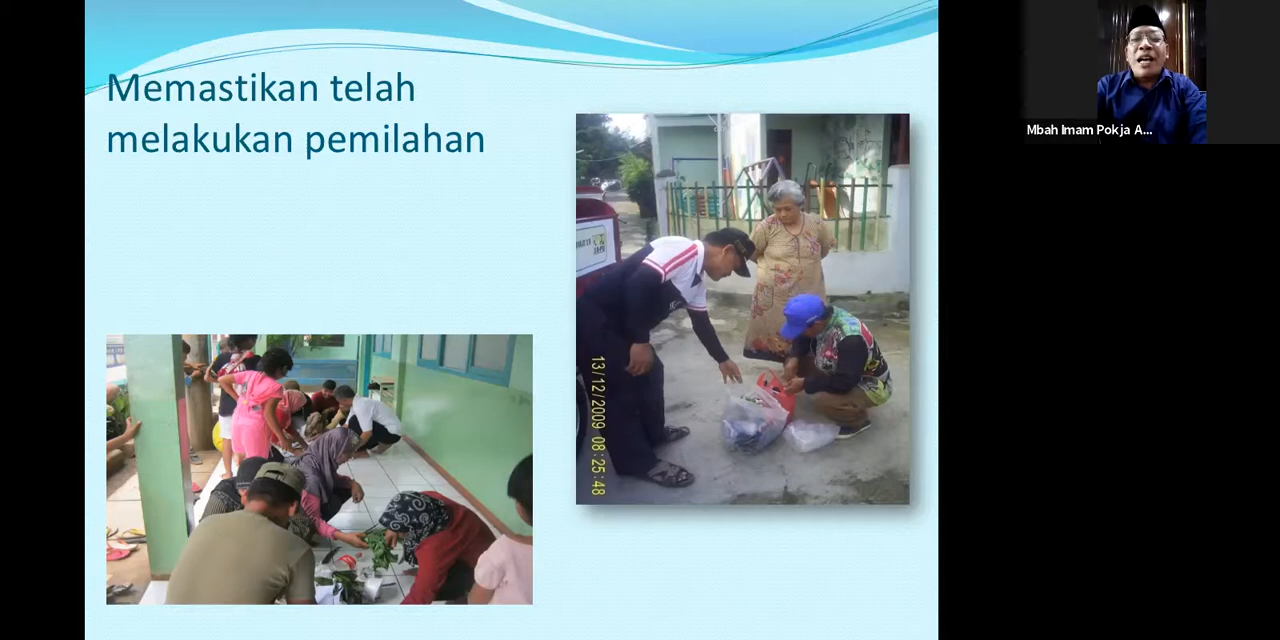 Memastikan telah
melakukan pemilahan
13/12/2009 08:25:48
Mbah Imam Pokja A...